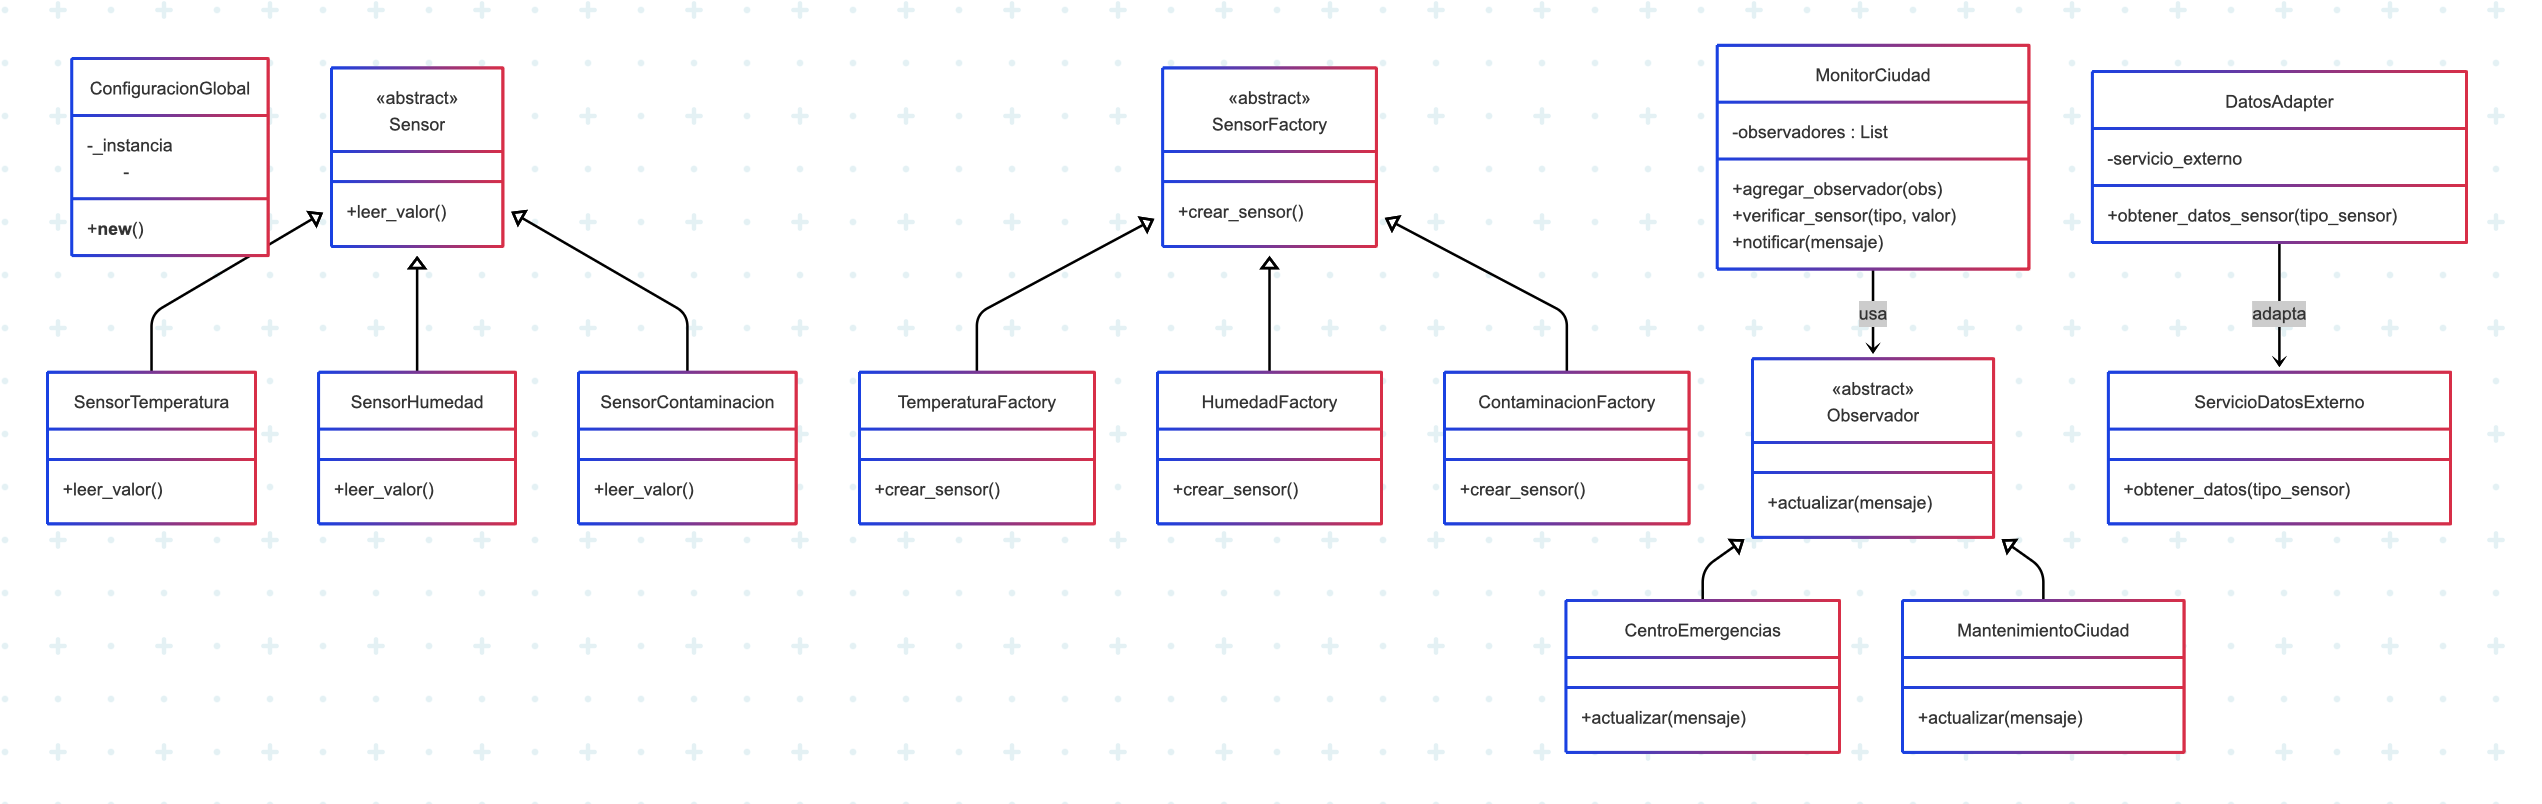 ConfiguracionGlobal
-_instancia
-
+new()
«abstract»
Sensor
+leer_valor()
«abstract»
SensorFactory
+crear_sensor()
MonitorCiudad
-observadores : List
+agregar_observador(obs)
+verificar_sensor(tipo, valor)
+notificar(mensaje)
DatosAdapter
-servicio_externo
+obtener_datos_sensor(tipo_sensor)
usa
adapta
SensorTemperatura
+leer_valor()
SensorHumedad
+leer_valor()
SensorContaminacion
+leer_valor()
TemperaturaFactory
+crear_sensor()
HumedadFactory
+crear_sensor()
ContaminacionFactory
+crear_sensor()
«abstract»
Observador
+actualizar(mensaje)
ServicioDatosExterno
+obtener_datos(tipo_sensor)
CentroEmergencias
+actualizar(mensaje)
MantenimientoCiudad
+actualizar(mensaje)